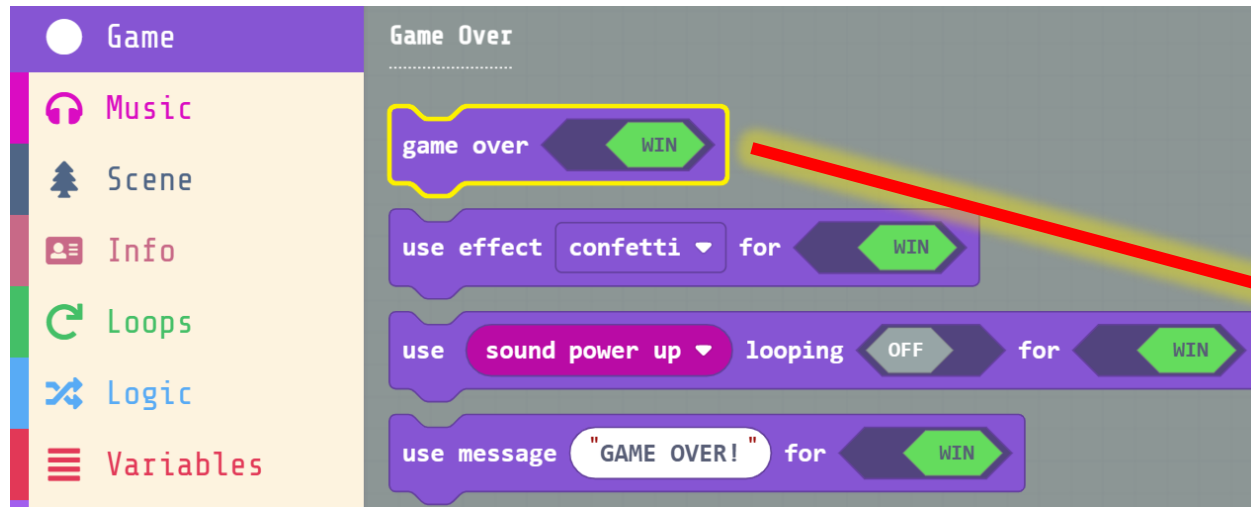 Game
Music
Scene
Info
Loops
Logic
Variables
Game Over
game over WIN
use effect confetti for WIN
use sound power up looping OFF for WIN
use message "GAME OVER!" for WIN